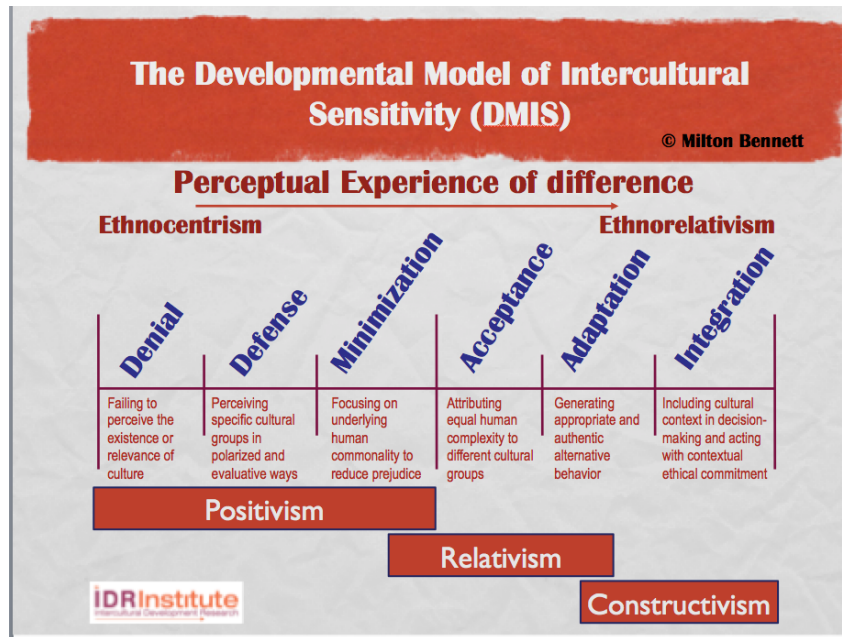 The Developmental Model of Intercultural
Sensitivity (DMIS)
© Milton Bennett
Perceptual Experience of difference
Ethnocentrism
Ethnorelativism
Denial
Defense
Minimization
Acceptance
Adaptation
Integration
Failing to
perceive the
existence or
relevance of
culture
Perceiving
specific cultural
groups in
polarized and
evaluative ways
Focusing on
underlying
human
commonality to
reduce prejudice
Attributing
equal human
complexity to
different cultural
groups
Generating
appropriate and
authentic
alternative
behavior
Including cultural
context in decision-
making and acting
with contextual
ethical commitment
Positivism
Relativism
Constructivism
IDRInstitute
Intercultural Development Research